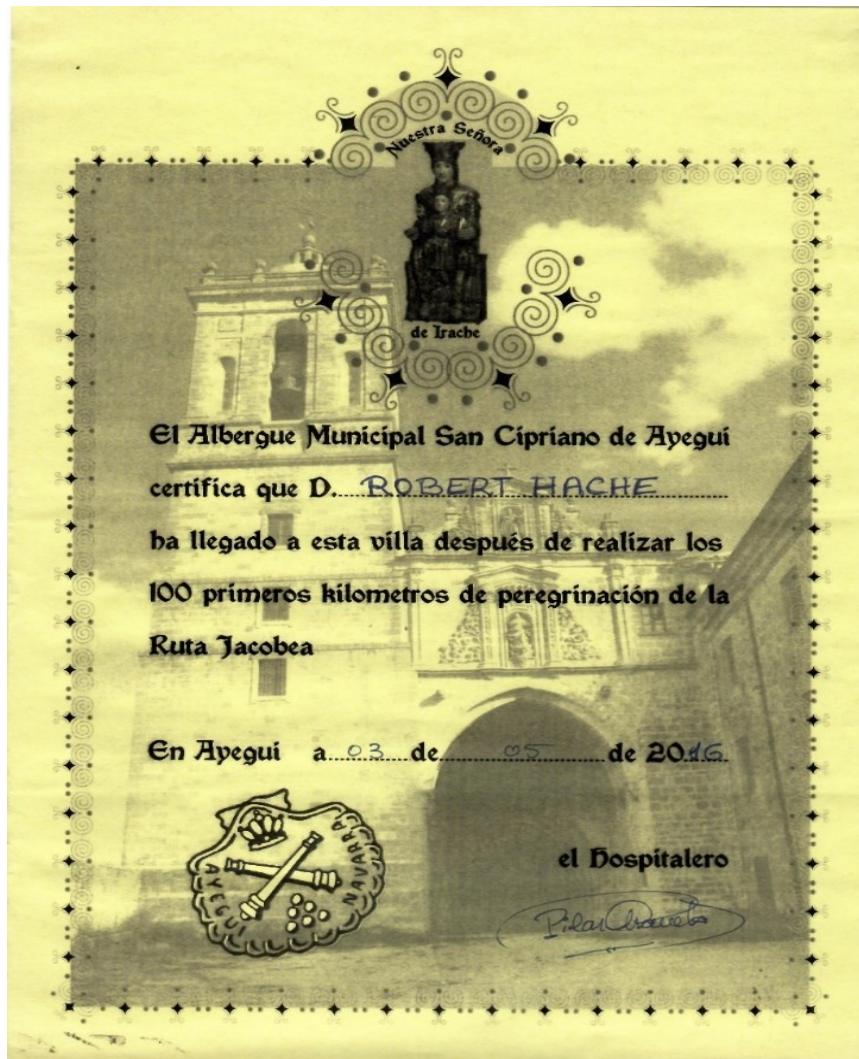 Nuestra Señora
de Irache
El Albergue Municipal San Cipriano de Ayegui
certifica que D. ROBERT HACHE
ha llegado a esta villa después de realizar los
100 primeros kilometros de peregrinación de la
Ruta Jacobea
En Ayegui a 03 de 05 de 2016
AYEGUI NAVARRA
el Hospitalero
Pilar